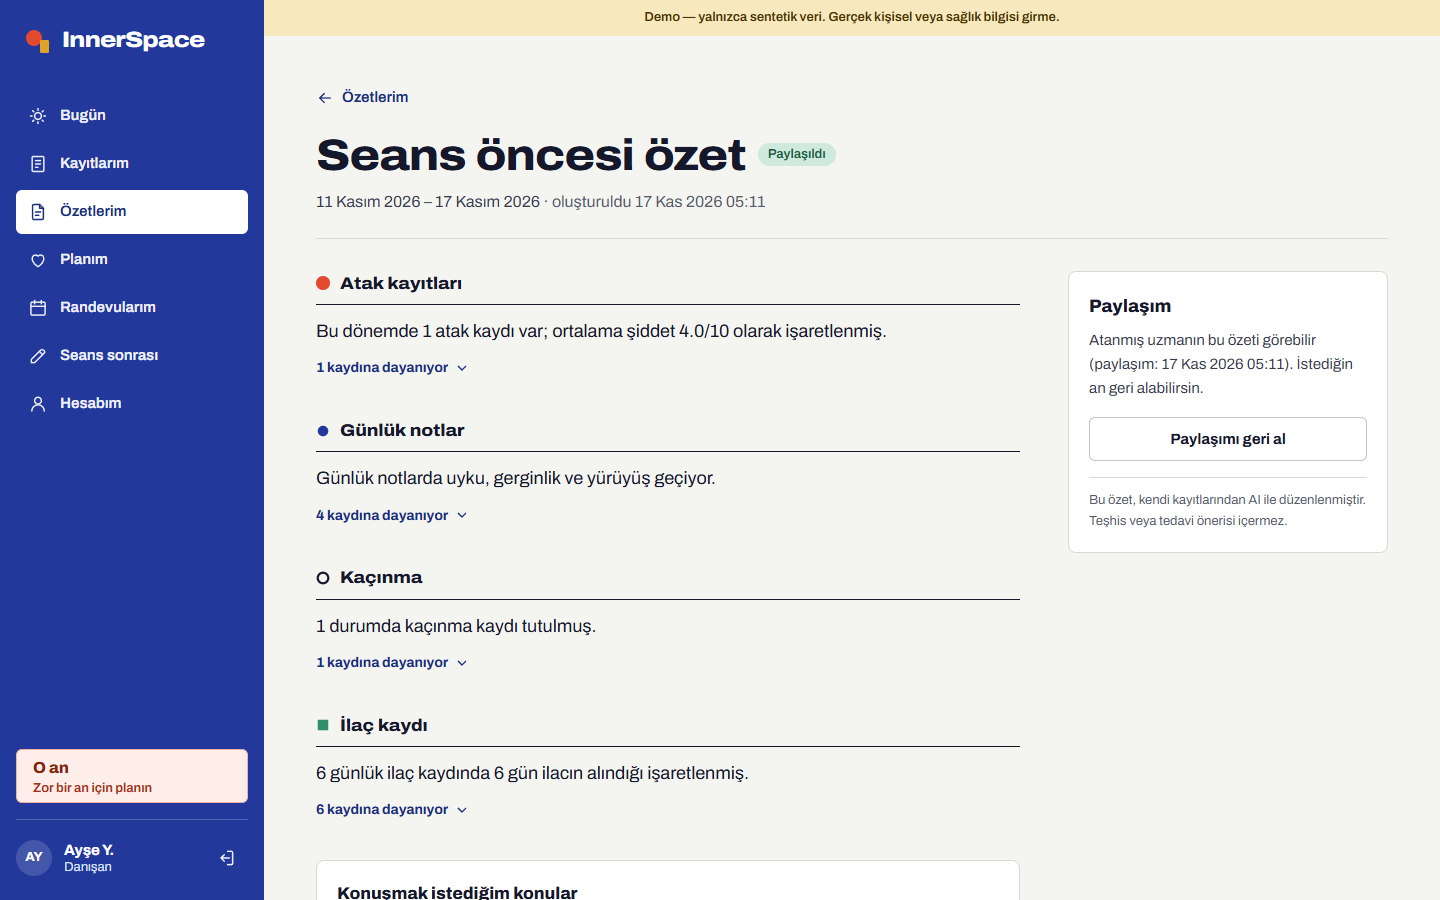 Demo — yalnızca sentetik veri. Gerçek kişisel veya sağlık bilgisi girme.
InnerSpace
Bugün
Kayıtlarım
Özetlerim
Planım
Randevularım
Seans sonrası
Hesabım
O an
Zor bir an için planın
AY
Ayşe Y.
Danışan
← Özetlerim
Seans öncesi özet
Paylaşıldı
11 Kasım 2026 – 17 Kasım 2026 · oluşturuldu 17 Kas 2026 05:11
Atak kayıtları
Bu dönemde 1 atak kaydı var; ortalama şiddet 4.0/10 olarak işaretlenmiş.
1 kaydına dayanıyor
Günlük notlar
Günlük notlarda uyku, gerginlik ve yürüyüş geçiyor.
4 kaydına dayanıyor
Kaçınma
1 durumda kaçınma kaydı tutulmuş.
1 kaydına dayanıyor
İlaç kaydı
6 günlük ilaç kaydında 6 gün ilacın alındığı işaretlenmiş.
6 kaydına dayanıyor
Konuşmak istediğim konular
Paylaşım
Atanmış uzmanın bu özeti görebilir
(paylaşım: 17 Kas 2026 05:11). İstediğin
an geri alabilirsin.
Paylaşımı geri al
Bu özet, kendi kayıtlarından AI ile düzenlenmiştir.
Teşhis veya tedavi önerisi içermez.